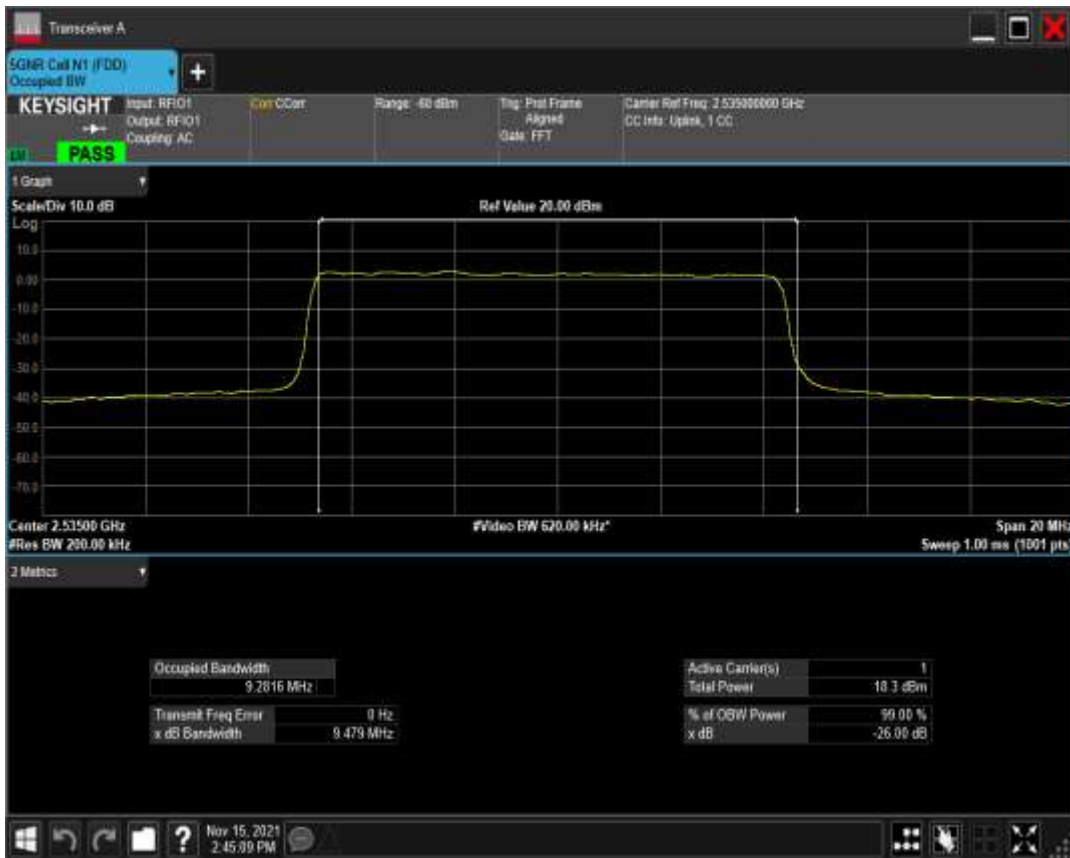 Transceiver A
5GNR Cell N1 (FDD)
Occupied BW
+
KEYSIGHT
Input: RFIO1
Output: RFIO1
Coupling: AC
Corr CCorr
Range: -60 dBm
Trig: Prot Frame
Aligned
Gate: FFT
Carrier Ref Freq: 2.535000000 GHz
CC Info: Uplink, 1 CC
PASS
1 Graph
Scale/Div 10.0 dB
Ref Value 20.00 dBm
Log
10.0
0.00
-10.0
-20.0
-30.0
-40.0
-50.0
-60.0
-70.0
Center 2.53500 GHz
#Video BW 620.00 kHz*
Span 20 MHz
#Res BW 200.00 kHz
Sweep 1.00 ms (1001 pts)
2 Metrics
Occupied Bandwidth
9.2816 MHz
Transmit Freq Error 0 Hz
x dB Bandwidth 9.479 MHz
Active Carrier(s) 1
Total Power 18.3 dBm
% of OBW Power 99.00 %
x dB -26.00 dB
?
Nov 15, 2021
2:45:09 PM